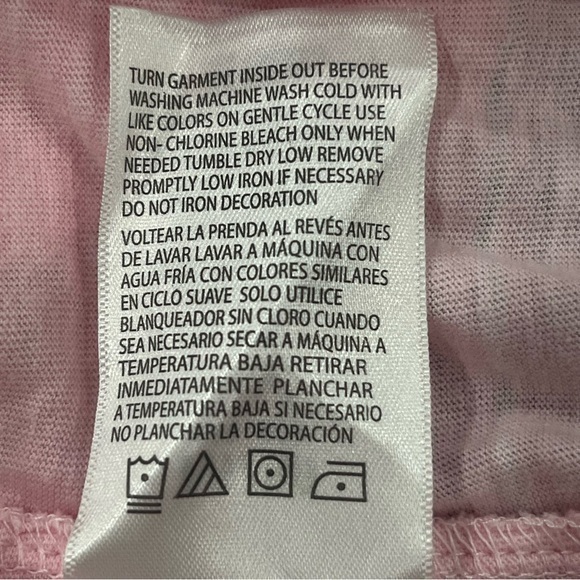 TURN GARMENT INSIDE OUT BEFORE
WASHING MACHINE WASH COLD WITH
LIKE COLORS ON GENTLE CYCLE USE
NON- CHLORINE BLEACH ONLY WHEN
NEEDED TUMBLE DRY LOW REMOVE
PROMPTLY LOW IRON IF NECESSARY
DO NOT IRON DECORATION
VOLTEAR LA PRENDA AL REVÉS ANTES
DE LAVAR LAVAR A MÁQUINA CON
AGUA FRÍA CON COLORES SIMILARES
EN CICLO SUAVE SOLO UTILICE
BLANQUEADOR SIN CLORO CUANDO
SEA NECESARIO SECAR A MÁQUINA A
TEMPERATURA BAJA RETIRAR
INMEDIATAMENTE PLANCHAR
A TEMPERATURA BAJA SI NECESARIO
NO PLANCHAR LA DECORACIÓN